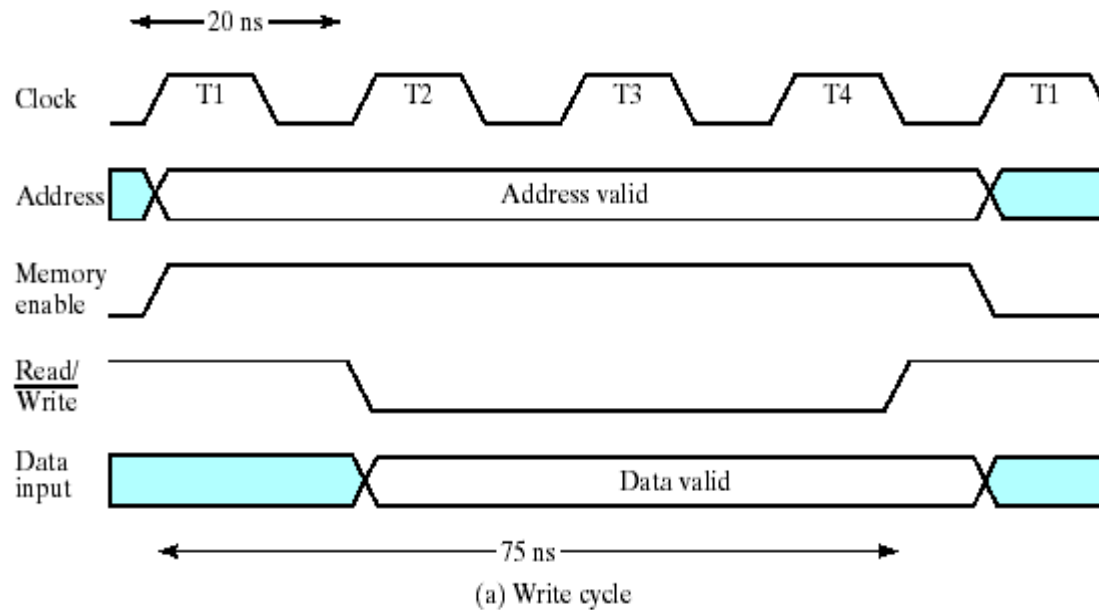 20 ns
Clock T1 T2 T3 T4 T1
Address Address valid
Memory
enable
Read/
Write
Data
input Data valid
75 ns
(a) Write cycle